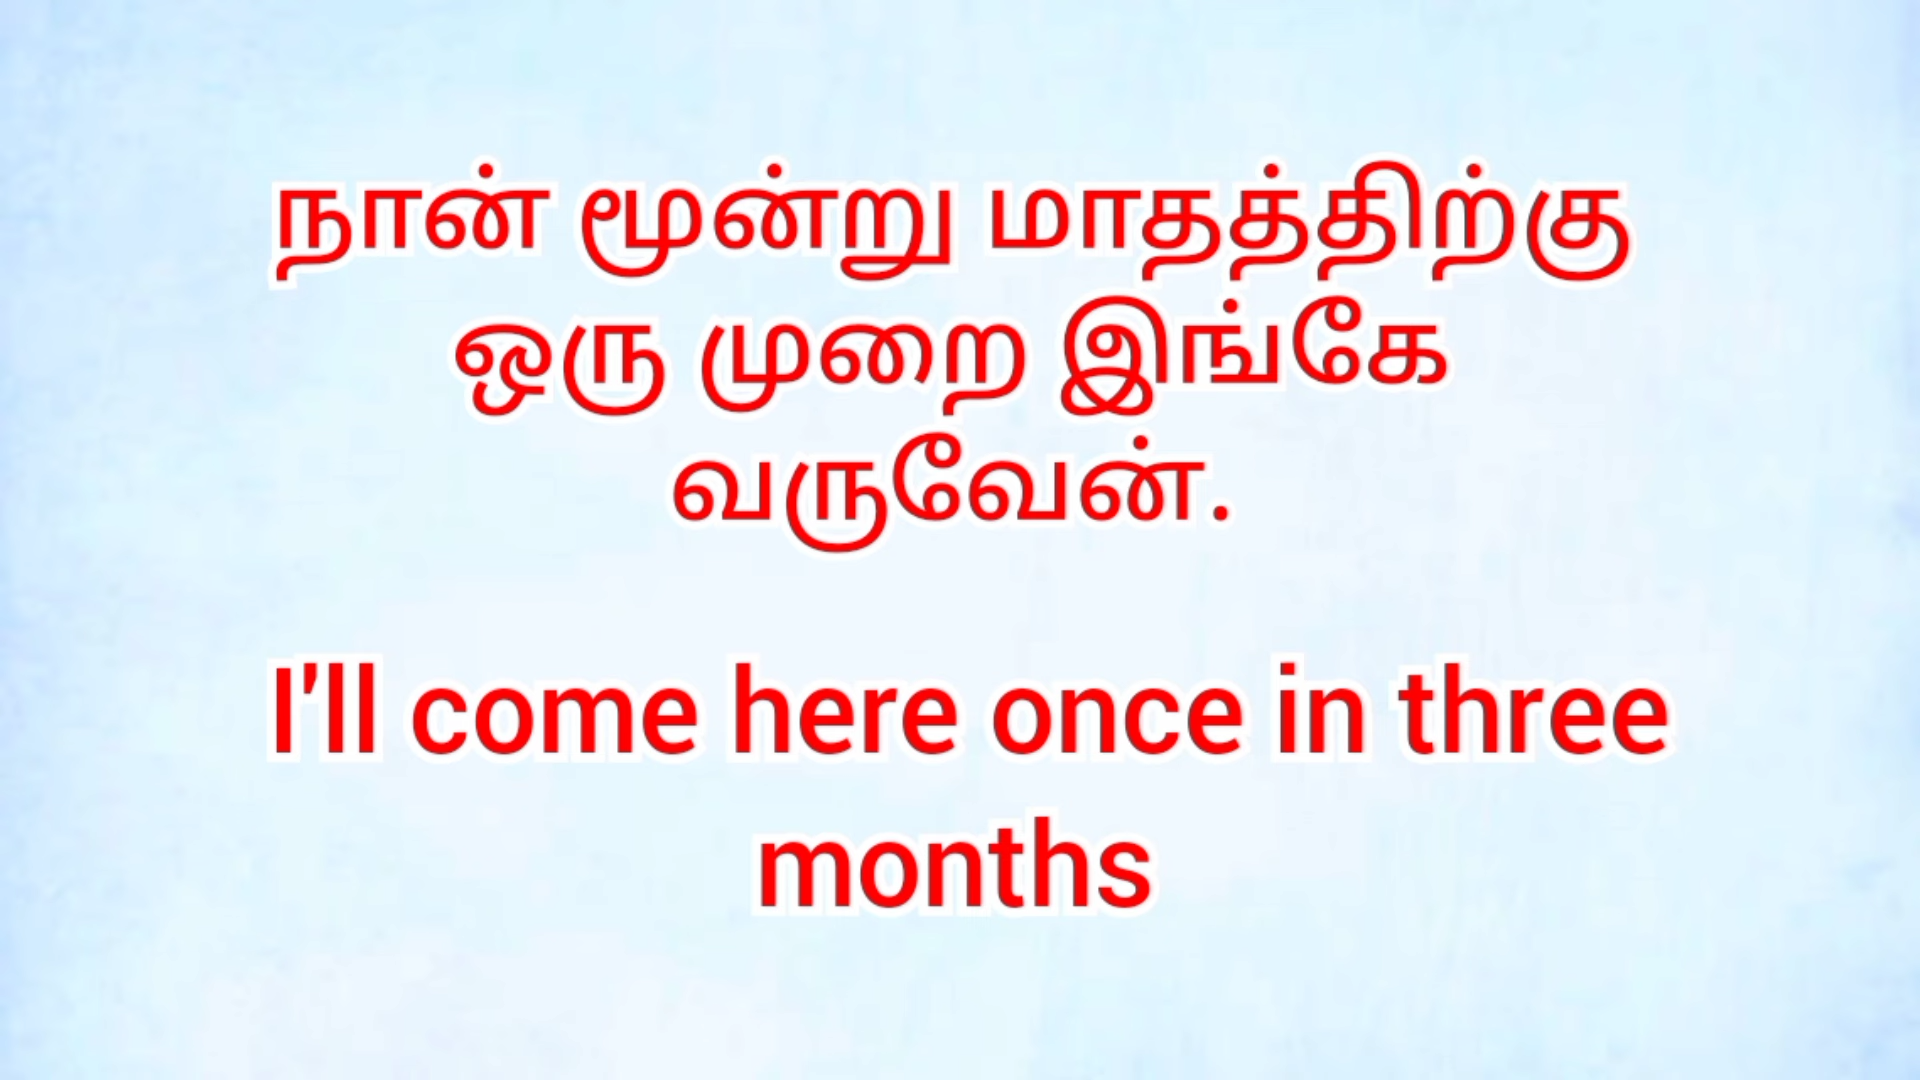 நான் மூன்று மாதத்திற்கு
ஒரு முறை இங்கே
வருவேன்.
I'll come here once in three
months